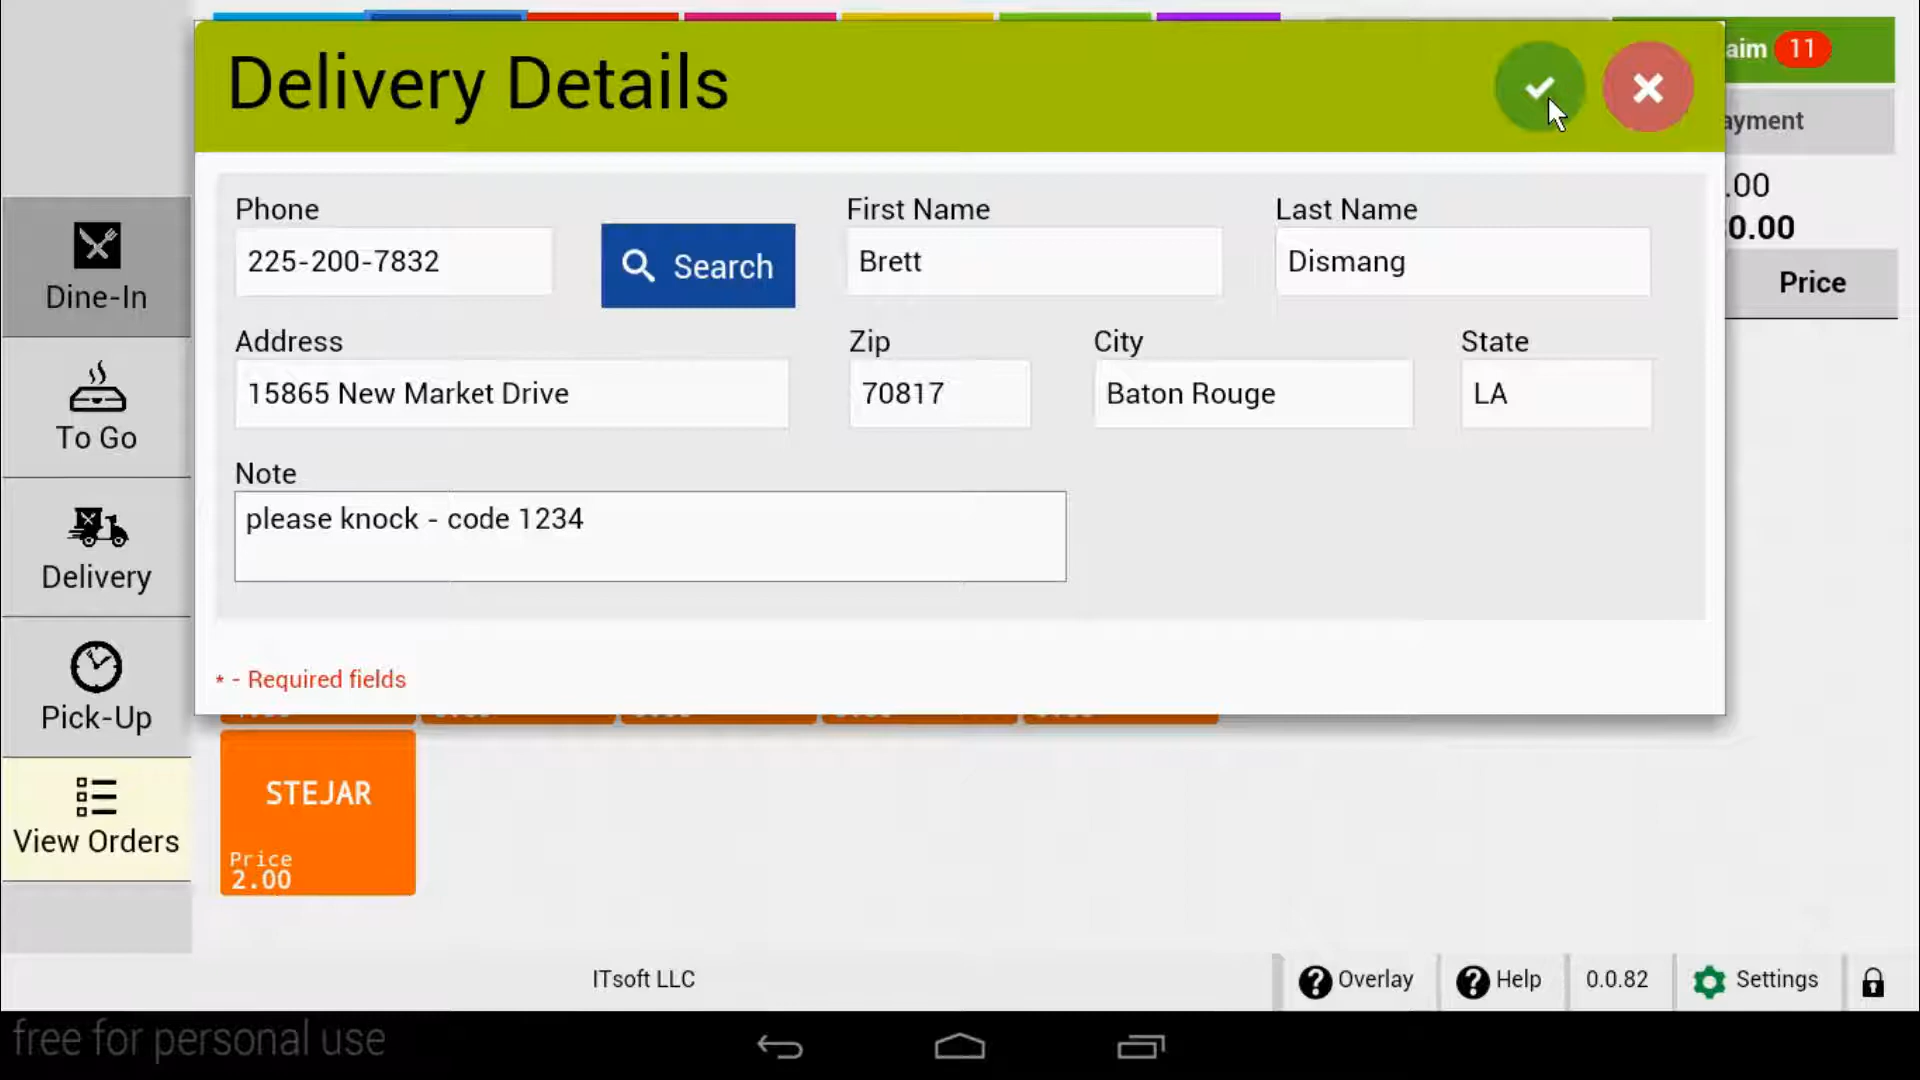 Delivery Details
aim 11
ayment
.00
0.00
Price
Phone
First Name
Last Name
225-200-7832
Search
Brett
Dismang
Address
Zip
City
State
15865 New Market Drive
70817
Baton Rouge
LA
Note
please knock - code 1234
* - Required fields
Dine-In
To Go
Delivery
Pick-Up
View Orders
STEJAR
Price
2.00
ITsoft LLC
? Overlay
? Help
0.0.82
Settings
free for personal use